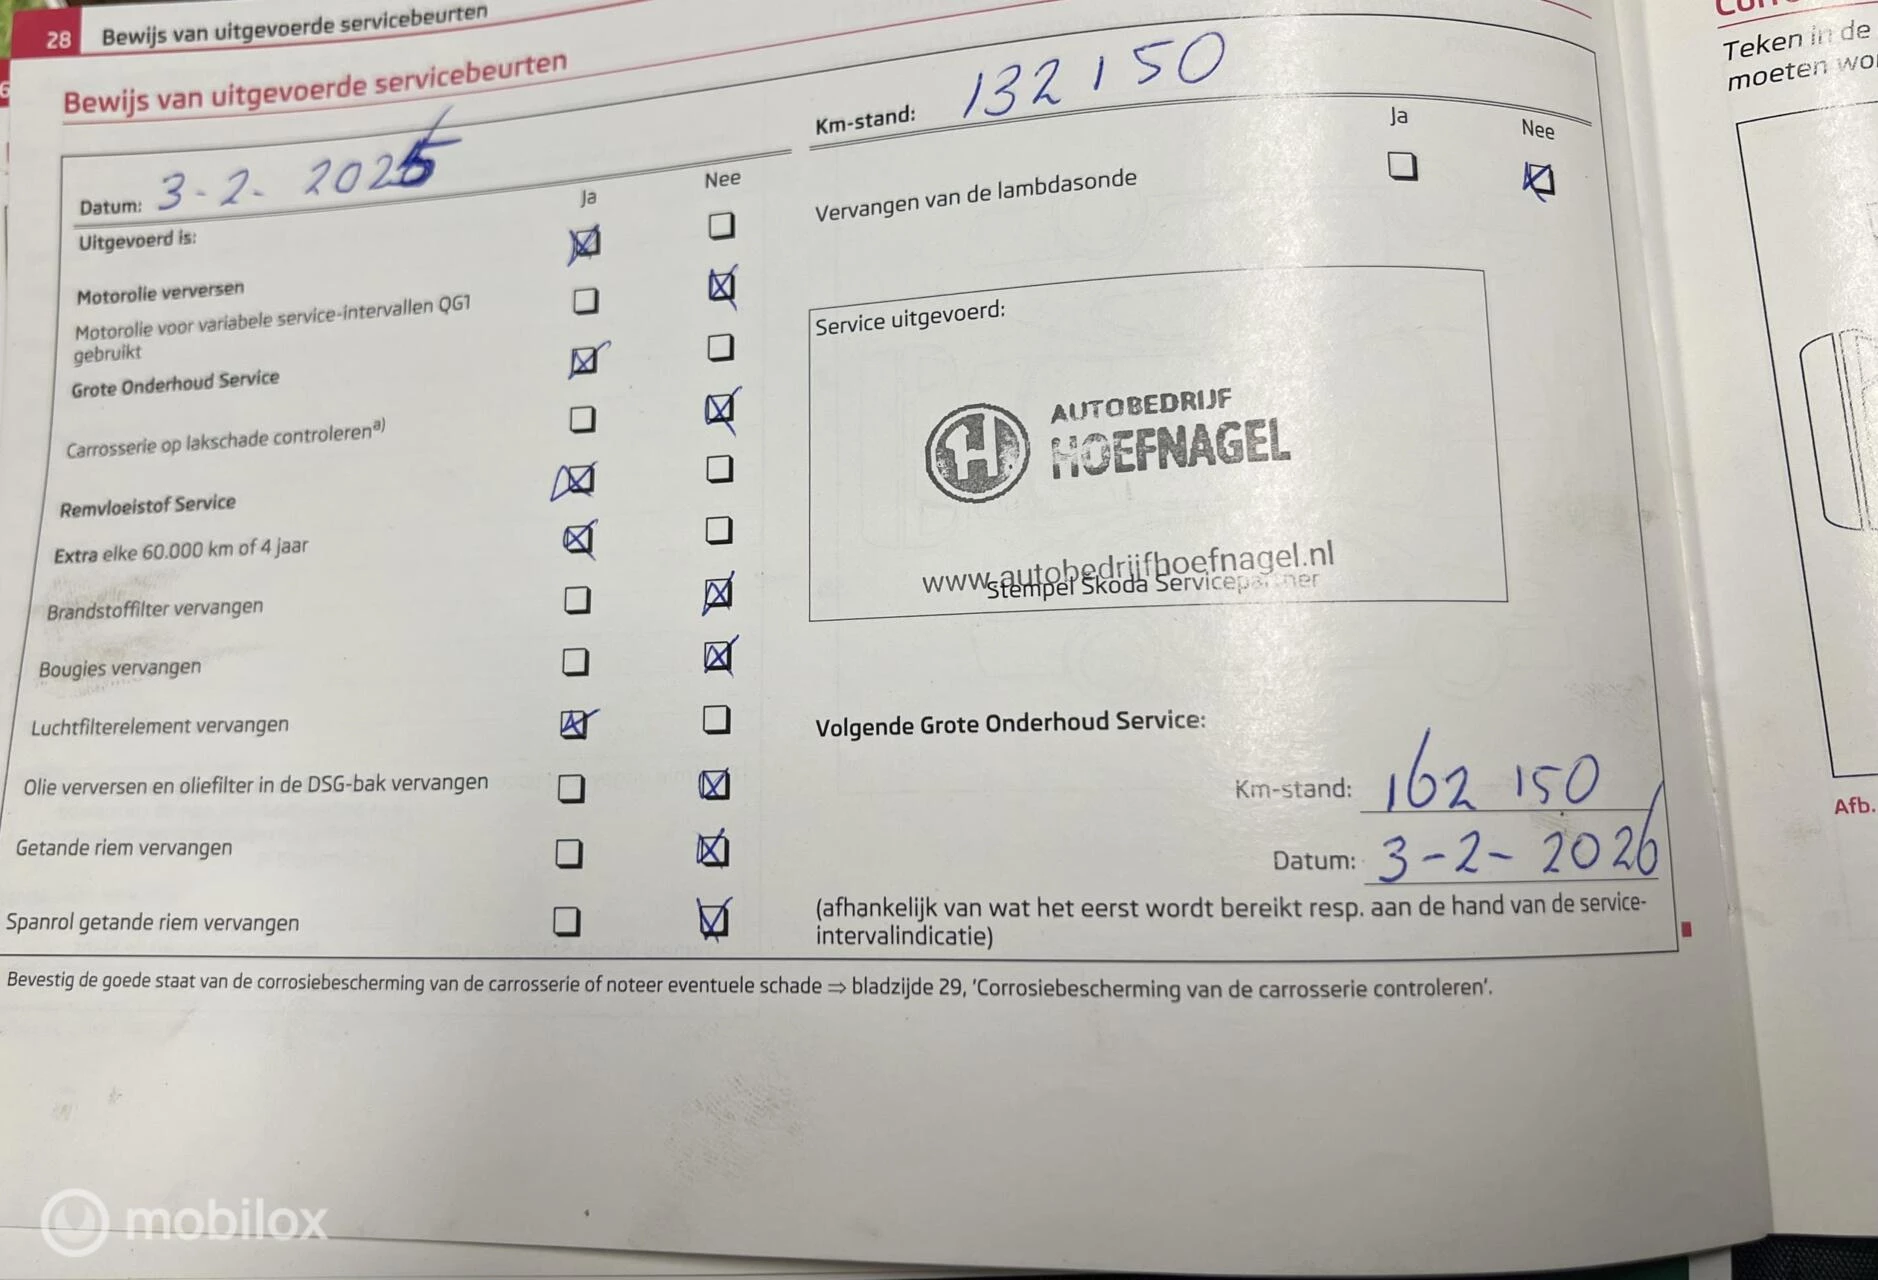 28 Bewijs van uitgevoerde servicebeurten
Bewijs van uitgevoerde servicebeurten
Datum: 3-2-2025
Ja Nee
Uitgevoerd is:
Motorolie verversen
Motorolie voor variabele service-intervallen QG1
gebruikt
Grote Onderhoud Service
Carrosserie op lakschade controleren a)
Remvloeistof Service
Extra elke 60.000 km of 4 jaar
Brandstoffilter vervangen
Bougies vervangen
Luchtfilterelement vervangen
Olie verversen en oliefilter in de DSG-bak vervangen
Getande riem vervangen
Spanrol getande riem vervangen
Km-stand: 132150
Ja Nee
Vervangen van de lambdasonde
Service uitgevoerd:
H AUTOBEDRIJF
HOEFNAGEL
www.autobedrijfhoefnagel.nl
Stempel Škoda Servicepartner
Volgende Grote Onderhoud Service:
Km-stand: 162 150
Datum: 3-2-2026
(afhankelijk van wat het eerst wordt bereikt resp. aan de hand van de service-
intervalindicatie)
Bevestig de goede staat van de corrosiebescherming van de carrosserie of noteer eventuele schade ⇒ bladzijde 29, 'Corrosiebescherming van de carrosserie controleren'.
Teken in de
moeten
Afb.
mobilox